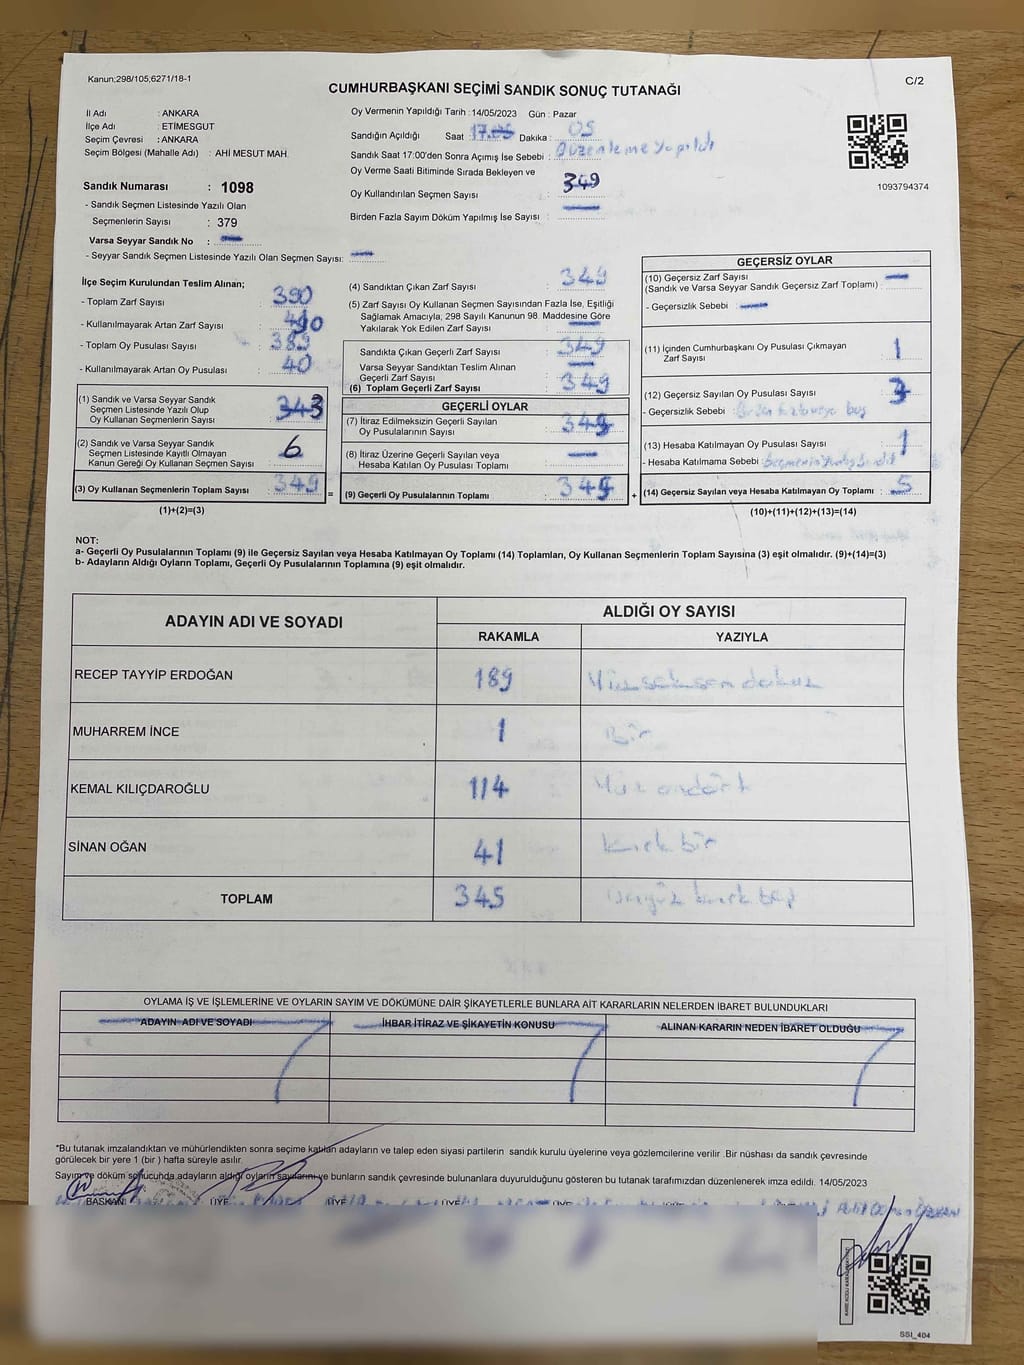 Kanun;298/105,6271/18-1
C/2
CUMHURBAŞKANI SEÇİMİ SANDIK SONUÇ TUTANAĞI
İl Adı : ANKARA
İlçe Adı : ETİMESGUT
Seçim Çevresi : ANKARA
Seçim Bölgesi (Mahalle Adı) : AHİ MESUT MAH.
Sandık Numarası : 1098
- Sandık Seçmen Listesinde Yazılı Olan
Seçmenlerin Sayısı : 379
Varsa Seyyar Sandık No :
- Seyyar Sandık Seçmen Listesinde Yazılı Olan Seçmen Sayısı:
Oy Vermenin Yapıldığı Tarih : 14/05/2023 Gün : Pazar
Sandığın Açıldığı Saat : 17 Dakika : 05
Sandık Saat 17:00'den Sonra Açımış İse Sebebi : Düzenleme yapıldı
Oy Verme Saati Bitiminde Sırada Bekleyen ve
Oy Kullandırılan Seçmen Sayısı : 349
Birden Fazla Sayım Döküm Yapılmış İse Sayısı :
1093794374
İlçe Seçim Kurulundan Teslim Alınan;
- Toplam Zarf Sayısı : 390
- Kullanılmayarak Artan Zarf Sayısı :
- Toplam Oy Pusulası Sayısı : 389
- Kullanılmayarak Artan Oy Pusulası : 40
(1) Sandık ve Varsa Seyyar Sandık
Seçmen Listesinde Yazılı Olup
Oy Kullanan Seçmenlerin Sayısı : 343
(2) Sandık ve Varsa Seyyar Sandık
Seçmen Listesinde Kayıtlı Olmayan
Kanun Gereği Oy Kullanan Seçmen Sayısı : 6
(3) Oy Kullanan Seçmenlerin Toplam Sayısı : 349
(1)+(2)=(3)
(4) Sandıktan Çıkan Zarf Sayısı : 349
(5) Zarf Sayısı Oy Kullanan Seçmen Sayısından Fazla İse, Eşitliği
Sağlamak Amacıyla; 298 Sayılı Kanunun 98. Maddesine Göre
Yakılarak Yok Edilen Zarf Sayısı :
Sandıkta Çıkan Geçerli Zarf Sayısı : 349
Varsa Seyyar Sandıktan Teslim Alınan
Geçerli Zarf Sayısı :
(6) Toplam Geçerli Zarf Sayısı : 349
GEÇERLİ OYLAR
(7) İtiraz Edilmeksizin Geçerli Sayılan
Oy Pusulalarının Sayısı :
(8) İtiraz Üzerine Geçerli Sayılan veya
Hesaba Katılan Oy Pusulası Toplamı :
= (9) Geçerli Oy Pusulalarının Toplamı : 345
GEÇERSİZ OYLAR
(10) Geçersiz Zarf Sayısı
(Sandık ve Varsa Seyyar Sandık Geçersiz Zarf Toplamı) :
- Geçersizlik Sebebi :
(11) İçinden Cumhurbaşkanı Oy Pusulası Çıkmayan
Zarf Sayısı : 1
(12) Geçersiz Sayılan Oy Pusulası Sayısı :
- Geçersizlik Sebebi : Birden fazla veya boş
(13) Hesaba Katılmayan Oy Pusulası Sayısı : 1
- Hesaba Katılmama Sebebi :
+ (14) Geçersiz Sayılan veya Hesaba Katılmayan Oy Toplamı : 5
(10)+(11)+(12)+(13)=(14)
NOT:
a- Geçerli Oy Pusulalarının Toplamı (9) ile Geçersiz Sayılan veya Hesaba Katılmayan Oy Toplamı (14) Toplamları, Oy Kullanan Seçmenlerin Toplam Sayısına (3) eşit olmalıdır. (9)+(14)=(3)
b- Adayların Aldığı Oyların Toplamı, Geçerli Oy Pusulalarının Toplamına (9) eşit olmalıdır.
ADAYIN ADI VE SOYADI ALDIĞI OY SAYISI
RAKAMLA YAZIYLA
RECEP TAYYİP ERDOĞAN 189 Yüzseksendokuz
MUHARREM İNCE 1 Bir
KEMAL KILIÇDAROĞLU 114 Yüzondört
SİNAN OĞAN 41 kırkbir
TOPLAM 345 üçyüz kırk beş
OYLAMA İŞ VE İŞLEMLERİNE VE OYLARIN SAYIM VE DÖKÜMÜNE DAİR ŞİKAYETLERLE BUNLARA AİT KARARLARIN NELERDEN İBARET BULUNDUKLARI
ADAYIN ADI VE SOYADI İHBAR İTİRAZ VE ŞİKAYETİN KONUSU ALINAN KARARIN NEDEN İBARET OLDUĞU
*Bu tutanak imzalandıktan ve mühürlendikten sonra seçime katılan adayların ve talep eden siyasi partilerin sandık kurulu üyelerine veya gözlemcilerine verilir .Bir nüshası da sandık çevresinde
görülecek bir yere 1 (bir ) hafta süreyle asılır.
Sayım ve döküm sonucunda adayların aldığı oyların sayılarını ve bunların sandık çevresinde bulunanlara duyurulduğunu gösteren bu tutanak tarafımızdan düzenlenerek imza edildi. 14/05/2023
BAŞKAN ÜYE ÜYE ÜYE ÜYE
SSI_404